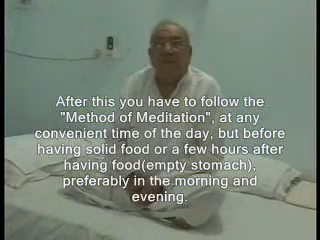 After this you have to follow the
"Method of Meditation", at any
convenient time of the day, but before
having solid food or a few hours after
having food(empty stomach),
preferably in the morning and
evening.